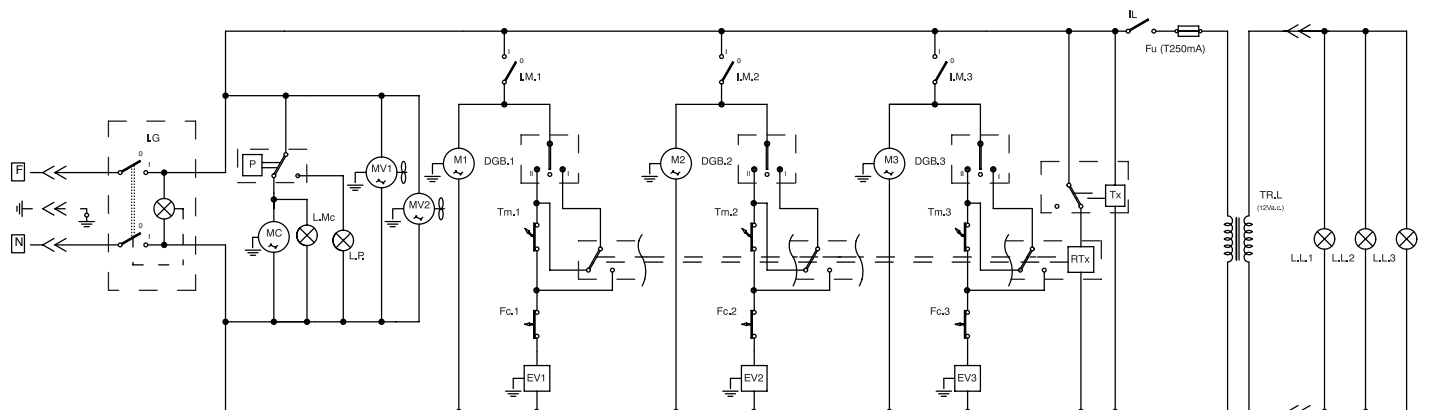 IL
Fu (T250mA)
I
0
I.M.1
I
0
I.M.2
I
0
I.M.3
I.G
0
I
0
I
F
N
P
MC
L.Mc
L.P.
MV1
MV2
M1
DGB.1
II
I
M2
DGB.2
II
I
M3
DGB.3
II
I
Tm.1
Tm.2
Tm.3
Tx
RTx
Fc.1
Fc.2
Fc.3
EV1
EV2
EV3
TR.L
(12Va.c.)
L.L.1
L.L.2
L.L.3